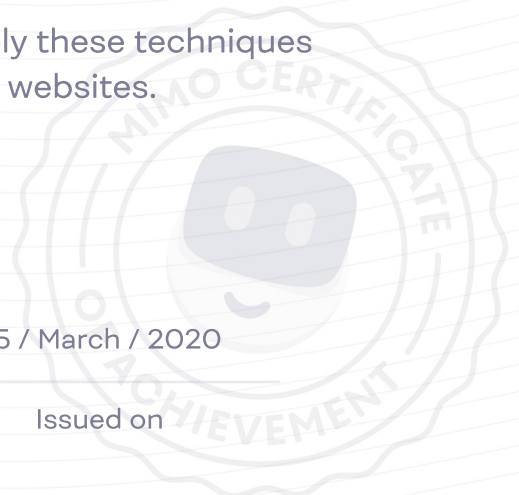 ly these techniques
websites.
MIMO CERTIFICATE
OF ACHIEVEMENT
5 / March / 2020
Issued on